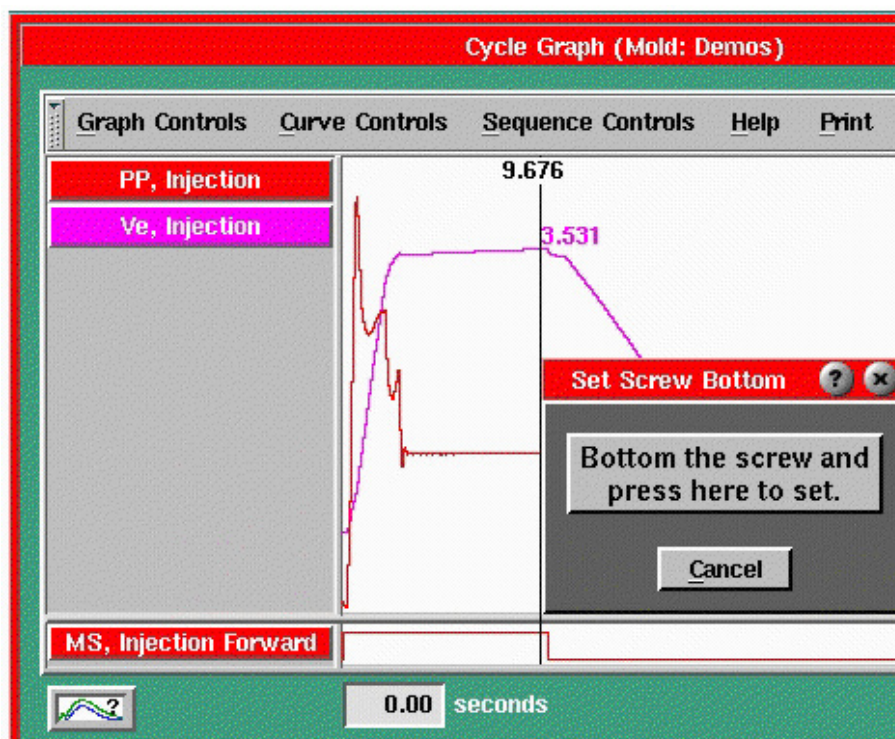 Cycle Graph (Mold: Demos)
Graph Controls Curve Controls Sequence Controls Help Print
PP, Injection
Ve, Injection
9.676
3.531
Set Screw Bottom ? ×
Bottom the screw and
press here to set.
Cancel
MS, Injection Forward
?
0.00 seconds